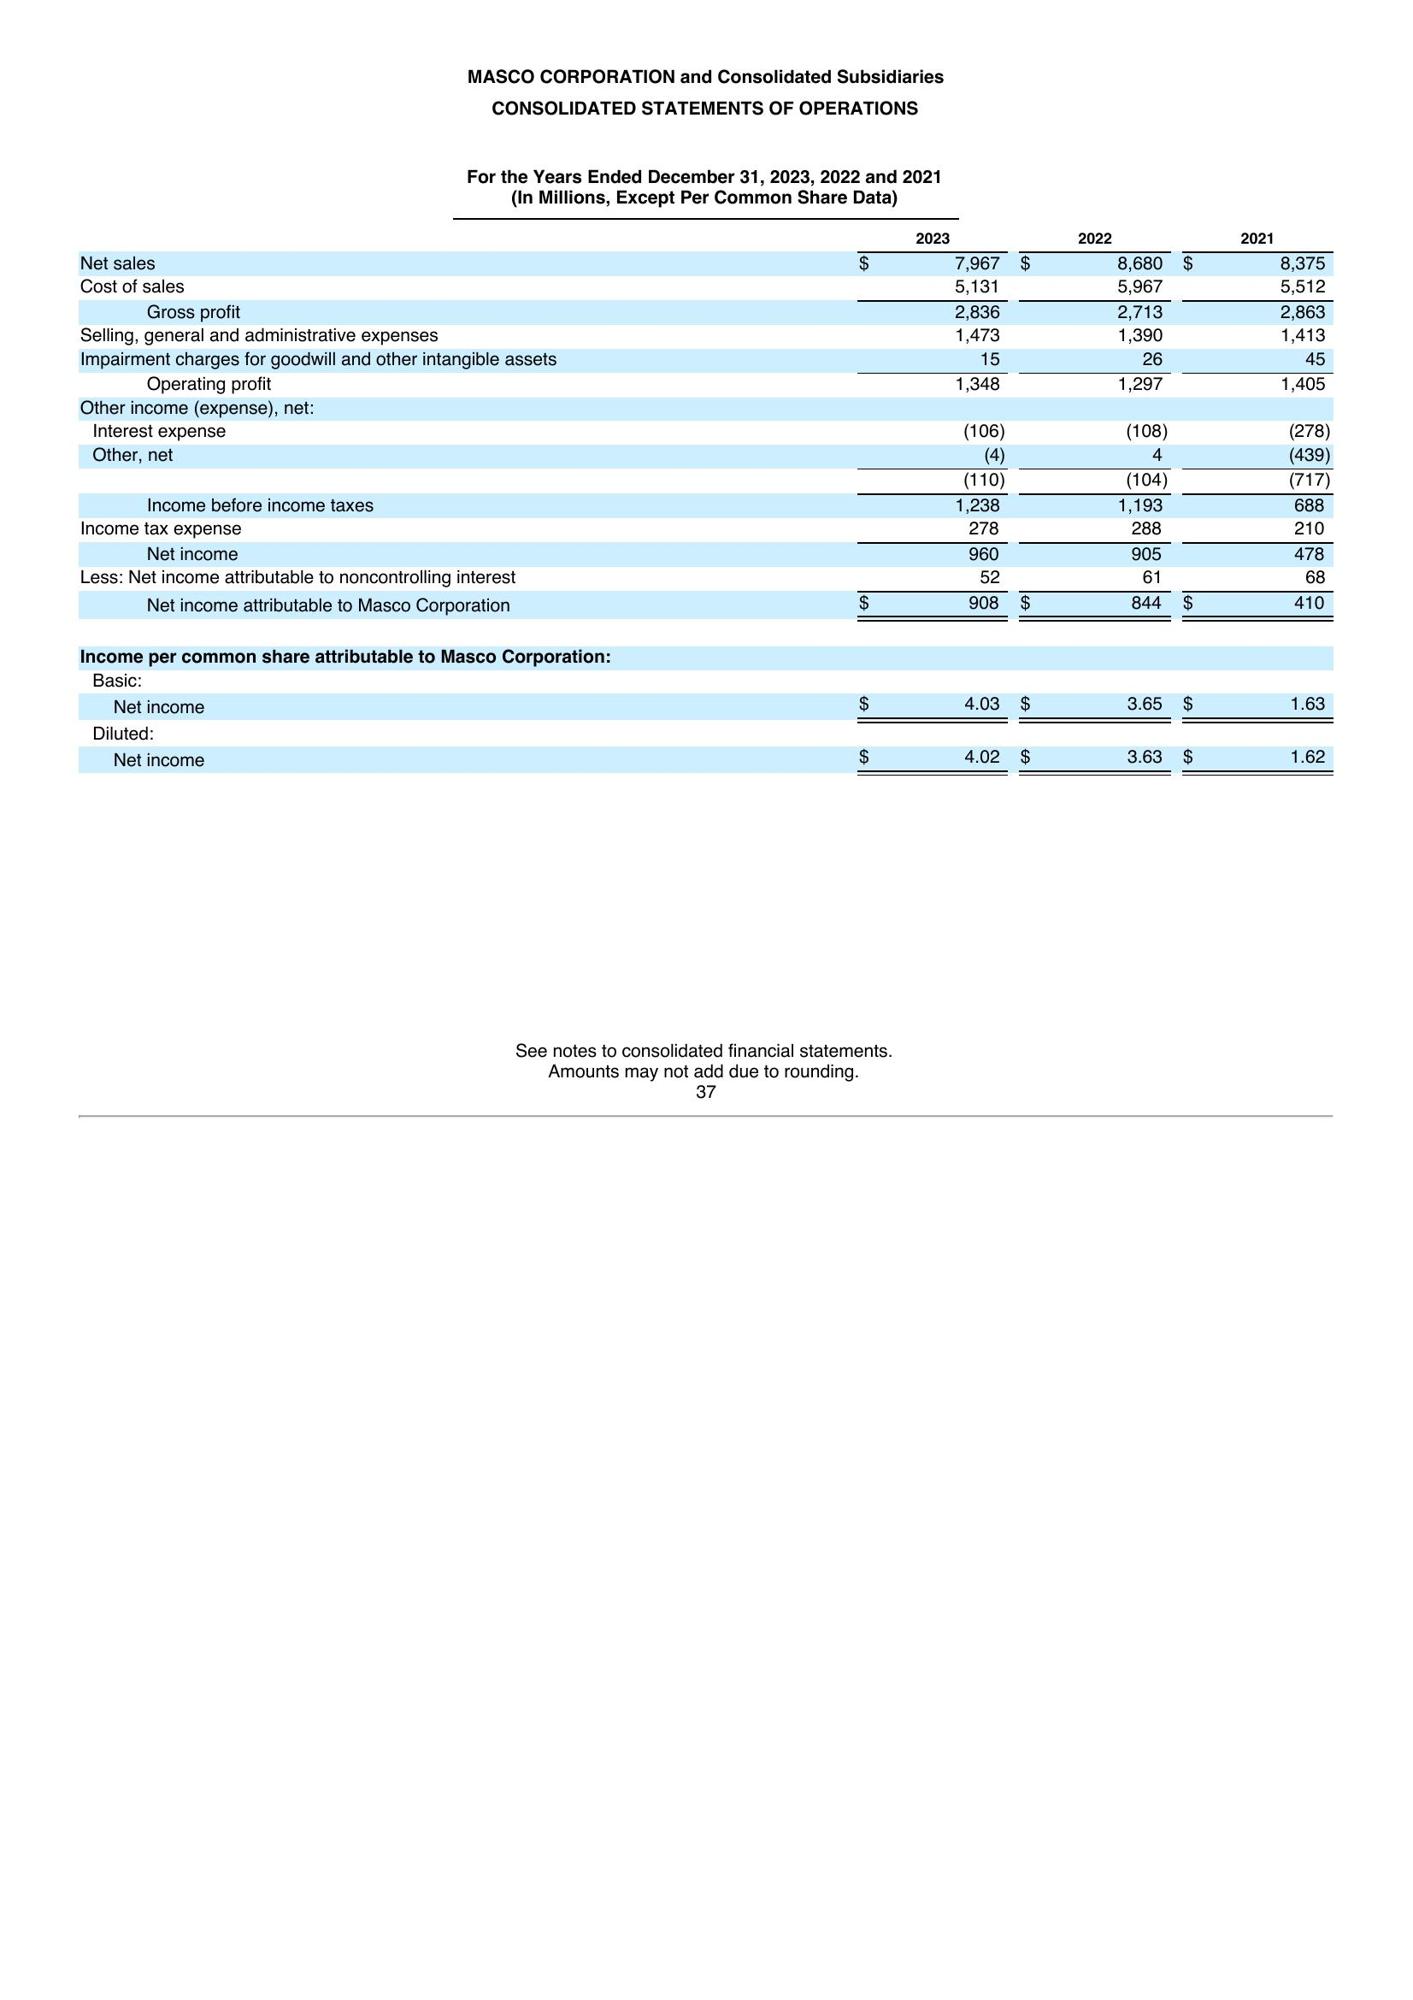 MASCO CORPORATION and Consolidated Subsidiaries
CONSOLIDATED STATEMENTS OF OPERATIONS
For the Years Ended December 31, 2023, 2022 and 2021
(In Millions, Except Per Common Share Data)
2023 2022 2021
Net sales $ 7,967 $ 8,680 $ 8,375
Cost of sales 5,131 5,967 5,512
Gross profit 2,836 2,713 2,863
Selling, general and administrative expenses 1,473 1,390 1,413
Impairment charges for goodwill and other intangible assets 15 26 45
Operating profit 1,348 1,297 1,405
Other income (expense), net:
Interest expense (106) (108) (278)
Other, net (4) 4 (439)
(110) (104) (717)
Income before income taxes 1,238 1,193 688
Income tax expense 278 288 210
Net income 960 905 478
Less: Net income attributable to noncontrolling interest 52 61 68
Net income attributable to Masco Corporation $ 908 $ 844 $ 410
Income per common share attributable to Masco Corporation:
Basic:
Net income $ 4.03 $ 3.65 $ 1.63
Diluted:
Net income $ 4.02 $ 3.63 $ 1.62
See notes to consolidated financial statements.
Amounts may not add due to rounding.
37